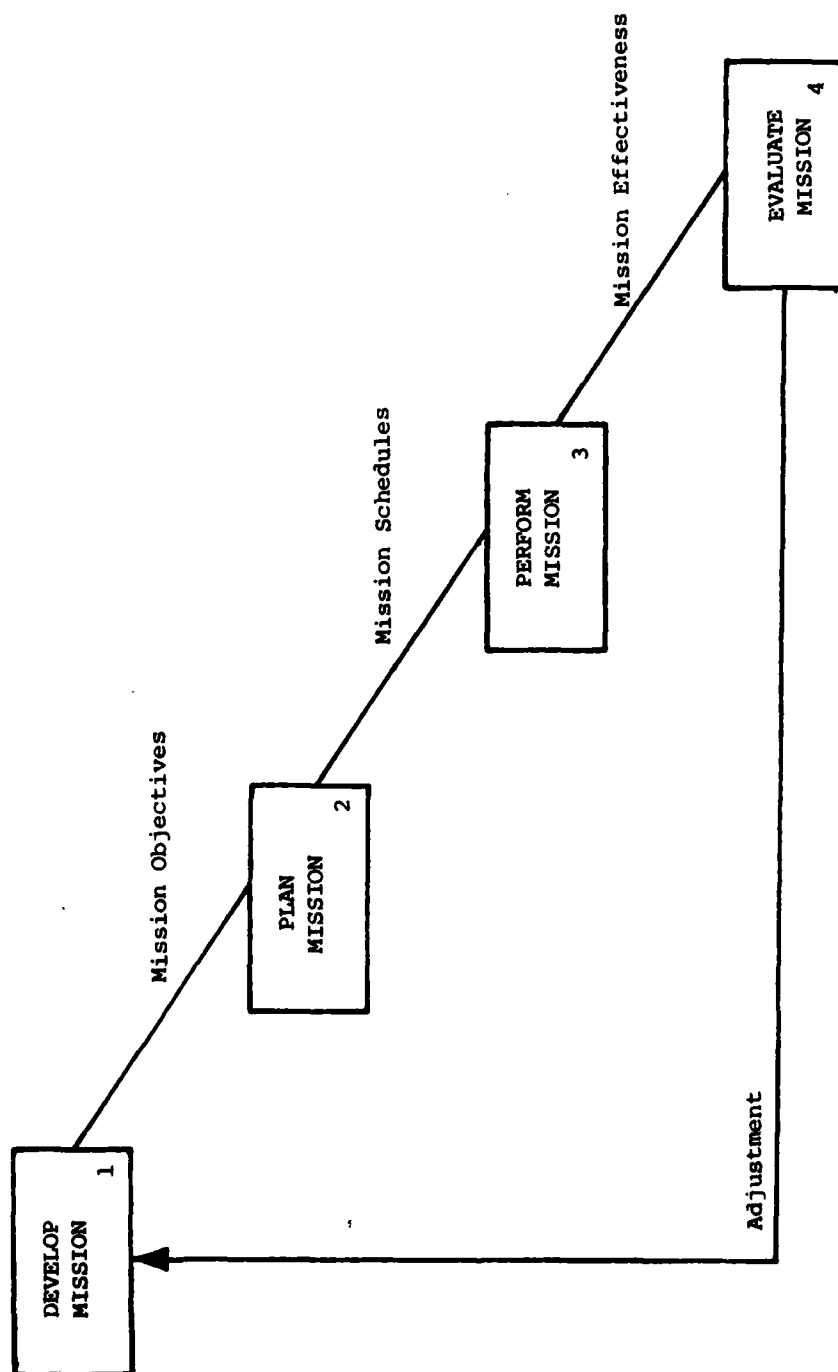 DEVELOP
MISSION
1
Mission Objectives
PLAN
MISSION
2
Mission Schedules
PERFORM
MISSION
3
Mission Effectiveness
EVALUATE
MISSION
4
Adjustment